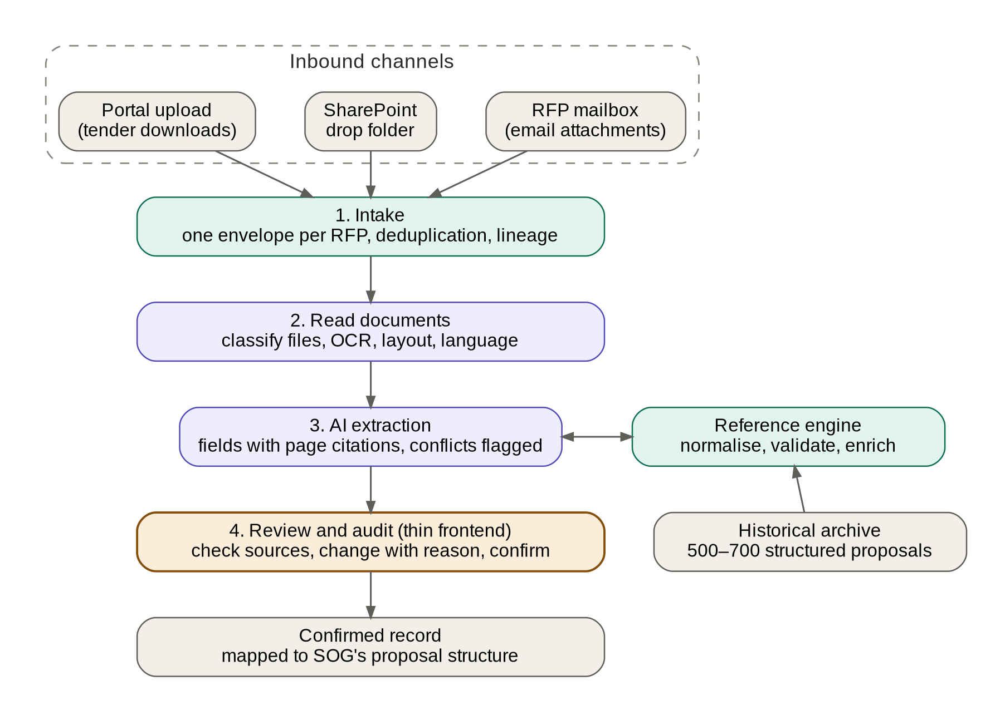 Inbound channels
Portal upload
(tender downloads)
SharePoint
drop folder
RFP mailbox
(email attachments)
1. Intake
one envelope per RFP, deduplication, lineage
2. Read documents
classify files, OCR, layout, language
3. AI extraction
fields with page citations, conflicts flagged
Reference engine
normalise, validate, enrich
4. Review and audit (thin frontend)
check sources, change with reason, confirm
Historical archive
500–700 structured proposals
Confirmed record
mapped to SOG's proposal structure